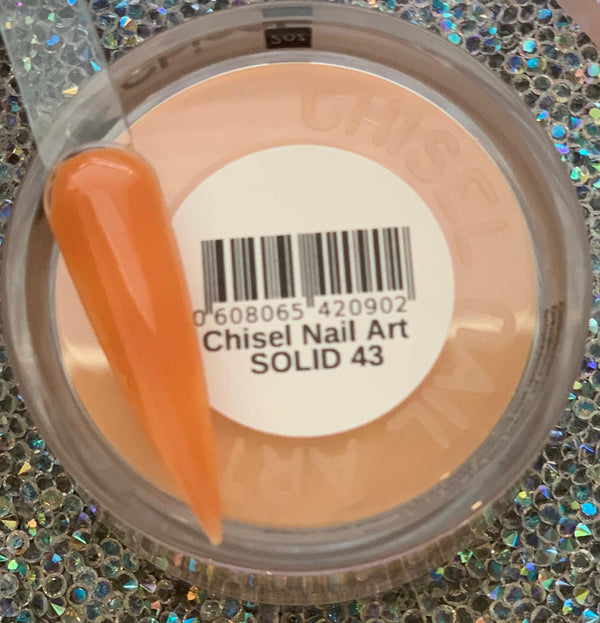 CHISEL NAIL ART
0 608065 420902
Chisel Nail Art
SOLID 43